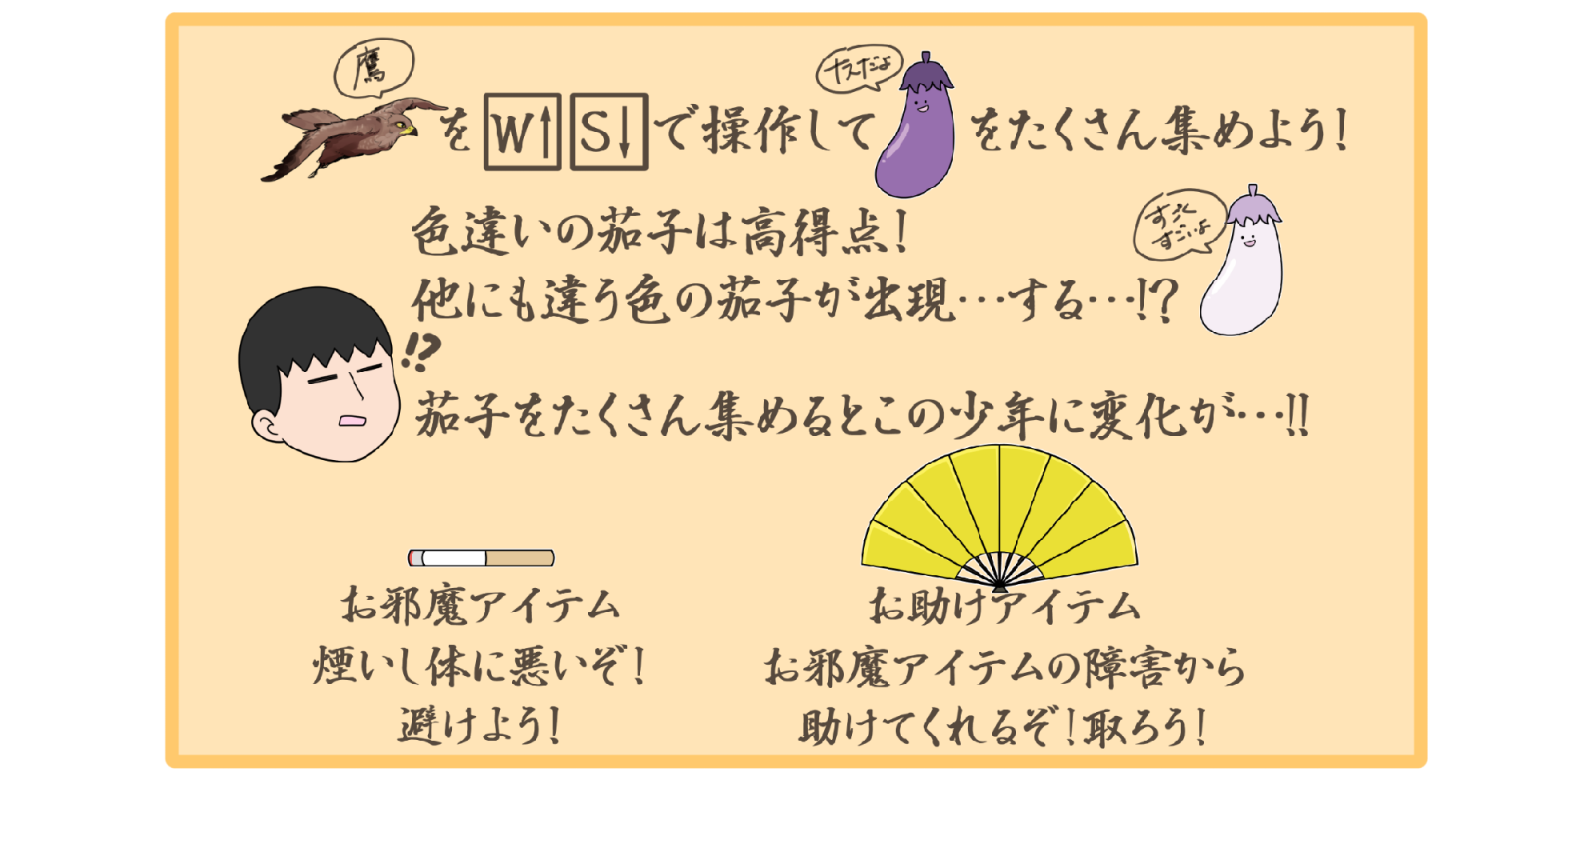 鷹
なすだよ
を W↑ S↓ で操作して をたくさん集めよう!
色違いの茄子は高得点!
すごいよ
他にも違う色の茄子が出現…する…!?
!?
茄子をたくさん集めるとこの少年に変化が…!!
お邪魔アイテム
煙いし体に悪いぞ!
避けよう!
お助けアイテム
お邪魔アイテムの障害から
助けてくれるぞ!取ろう!